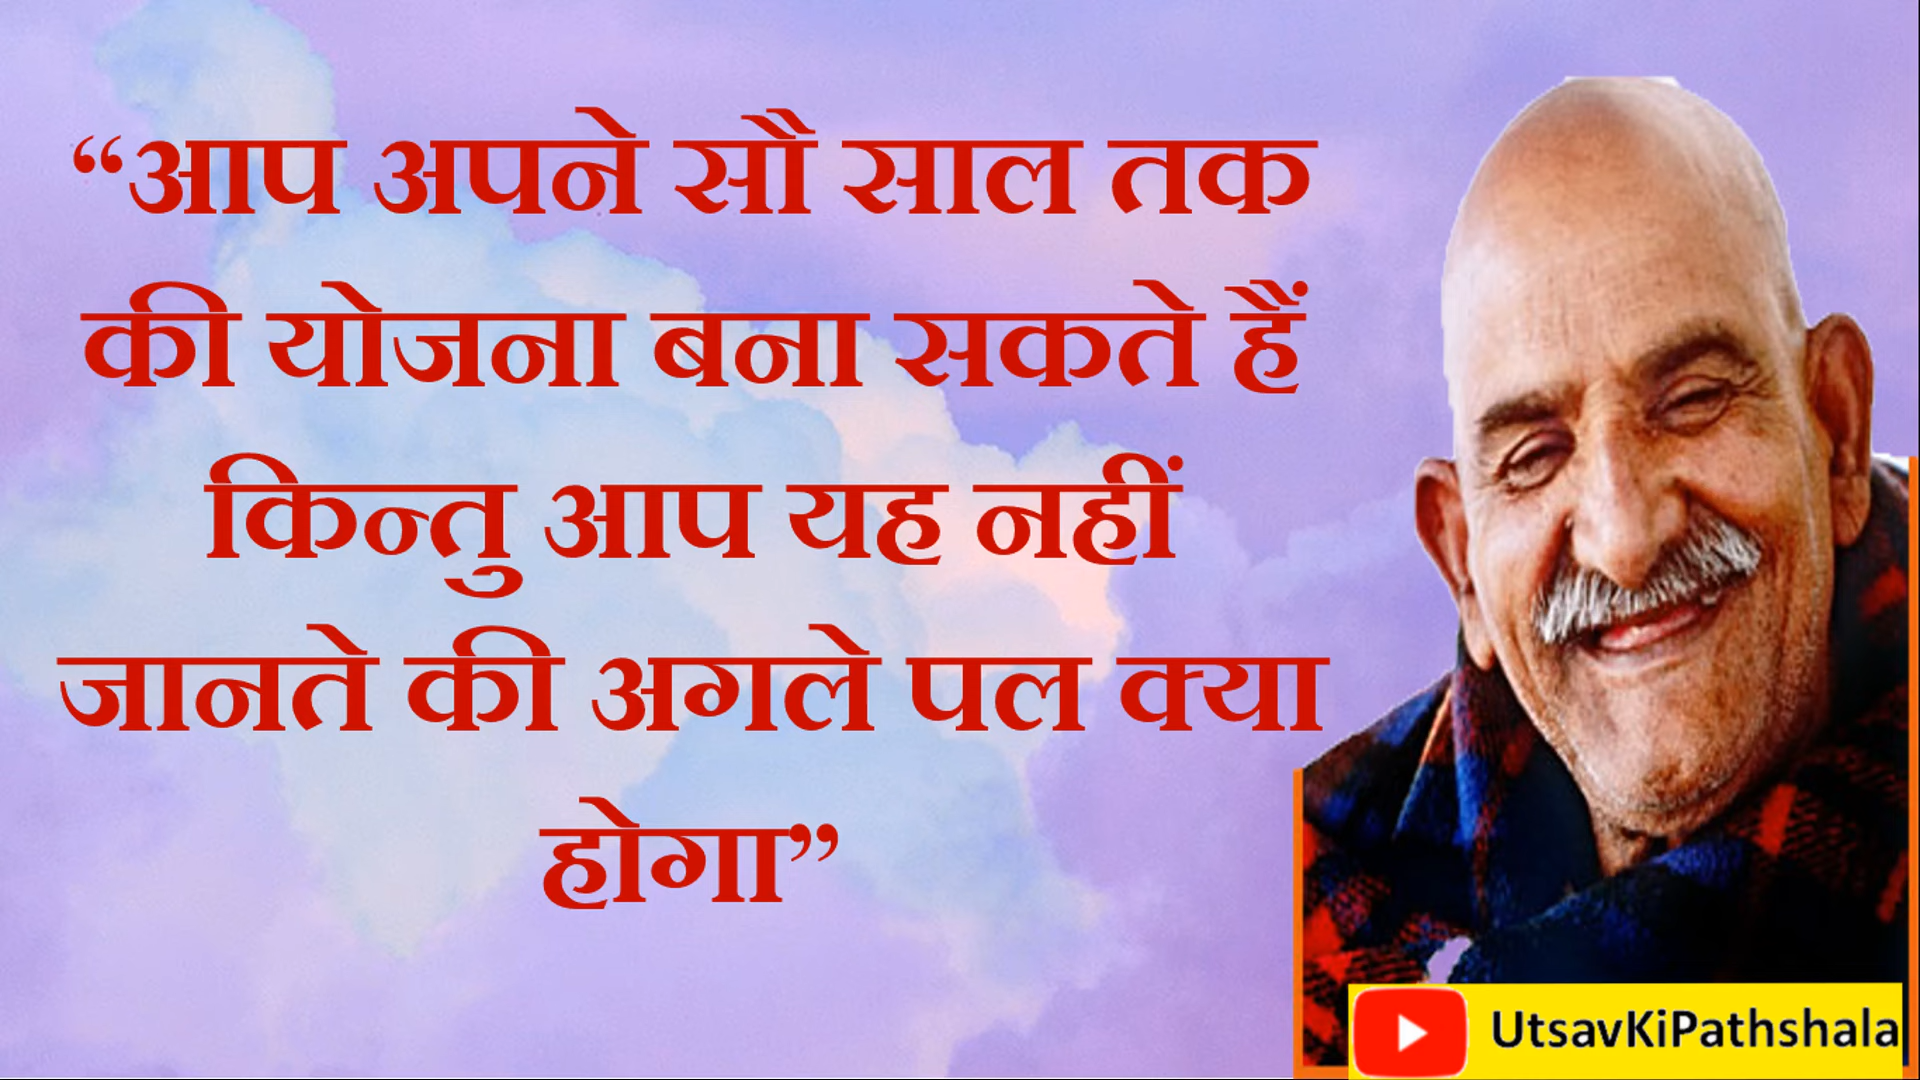 “आप अपने सौ साल तक
की योजना बना सकते हैं
किन्तु आप यह नहीं
जानते की अगले पल क्या
होगा”
UtsavKiPathshala